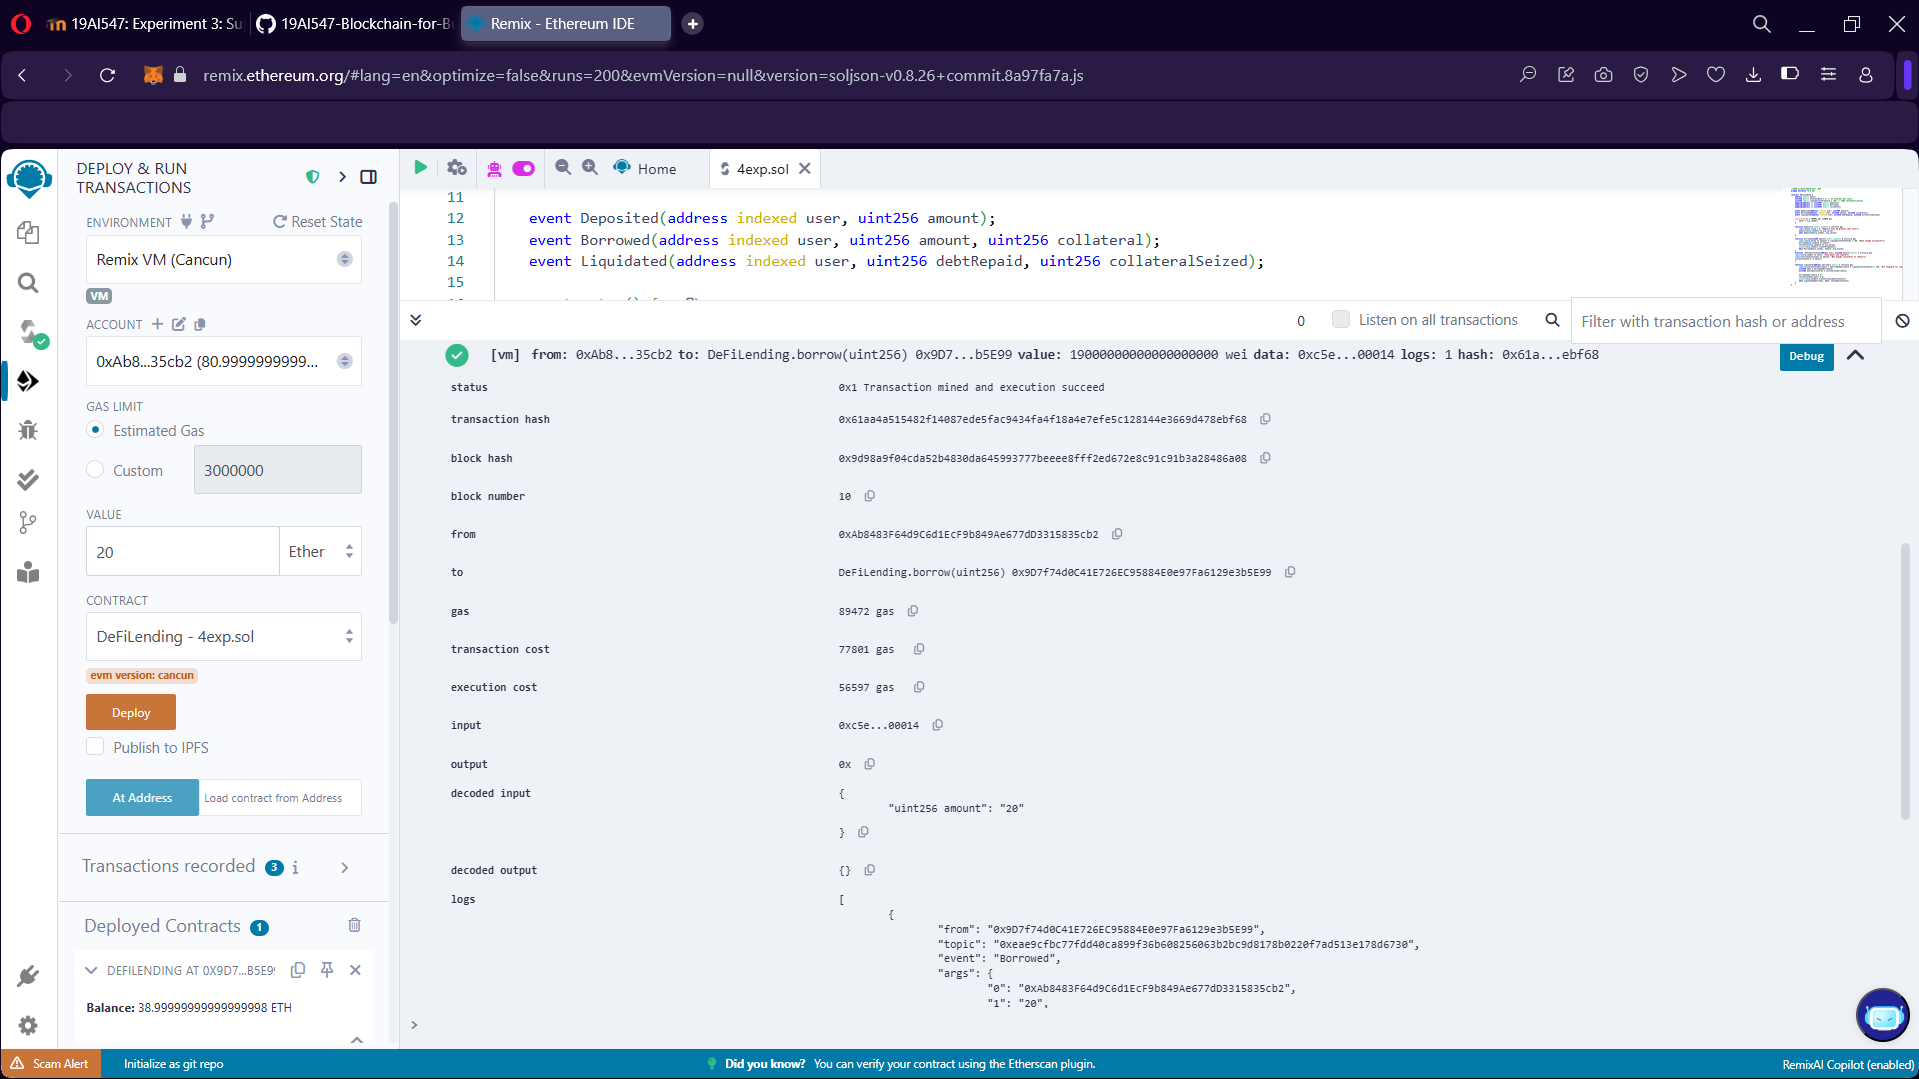 19AI547: Experiment 3: Su
19AI547-Blockchain-for-B
Remix - Ethereum IDE
remix.ethereum.org/#lang=en&optimize=false&runs=200&evmVersion=null&version=soljson-v0.8.26+commit.8a97fa7a.js
DEPLOY & RUN
TRANSACTIONS
ENVIRONMENT
Reset State
Remix VM (Cancun)
VM
ACCOUNT
0xAb8...35cb2 (80.9999999999...
GAS LIMIT
Estimated Gas
Custom
3000000
VALUE
20
Ether
CONTRACT
DeFiLending - 4exp.sol
evm version: cancun
Deploy
Publish to IPFS
At Address
Load contract from Address
Transactions recorded 3 i
Deployed Contracts 1
DEFILENDING AT 0X9D7...B5E99
Balance: 38.99999999999999998 ETH
Home
4exp.sol
11
12 event Deposited(address indexed user, uint256 amount);
13 event Borrowed(address indexed user, uint256 amount, uint256 collateral);
14 event Liquidated(address indexed user, uint256 debtRepaid, uint256 collateralSeized);
15
0
Listen on all transactions
Filter with transaction hash or address
[vm] from: 0xAb8...35cb2 to: DeFiLending.borrow(uint256) 0x9D7...b5E99 value: 19000000000000000000 wei data: 0xc5e...00014 logs: 1 hash: 0x61a...ebf68
Debug
status 0x1 Transaction mined and execution succeed
transaction hash 0x61aa4a515482f14087ede5fac9434fa4f18a4e7efe5c128144e3669d478ebf68
block hash 0x9d98a9f04cda52b4830da645993777beeee8fff2ed672e8c91c91b3a28486a08
block number 10
from 0xAb8483F64d9C6d1EcF9b849Ae677dD3315835cb2
to DeFiLending.borrow(uint256) 0x9D7f74d0C41E726EC95884E0e97Fa6129e3b5E99
gas 89472 gas
transaction cost 77801 gas
execution cost 56597 gas
input 0xc5e...00014
output 0x
decoded input {
"uint256 amount": "20"
}
decoded output {}
logs [
{
"from": "0x9D7f74d0C41E726EC95884E0e97Fa6129e3b5E99",
"topic": "0xeae9cfbc77fdd40ca899f36b608256063b2bc9d8178b0220f7ad513e178d6730",
"event": "Borrowed",
"args": {
"0": "0xAb8483F64d9C6d1EcF9b849Ae677dD3315835cb2",
"1": "20",
>
Scam Alert
Initialize as git repo
Did you know? You can verify your contract using the Etherscan plugin.
RemixAI Copilot (enabled)